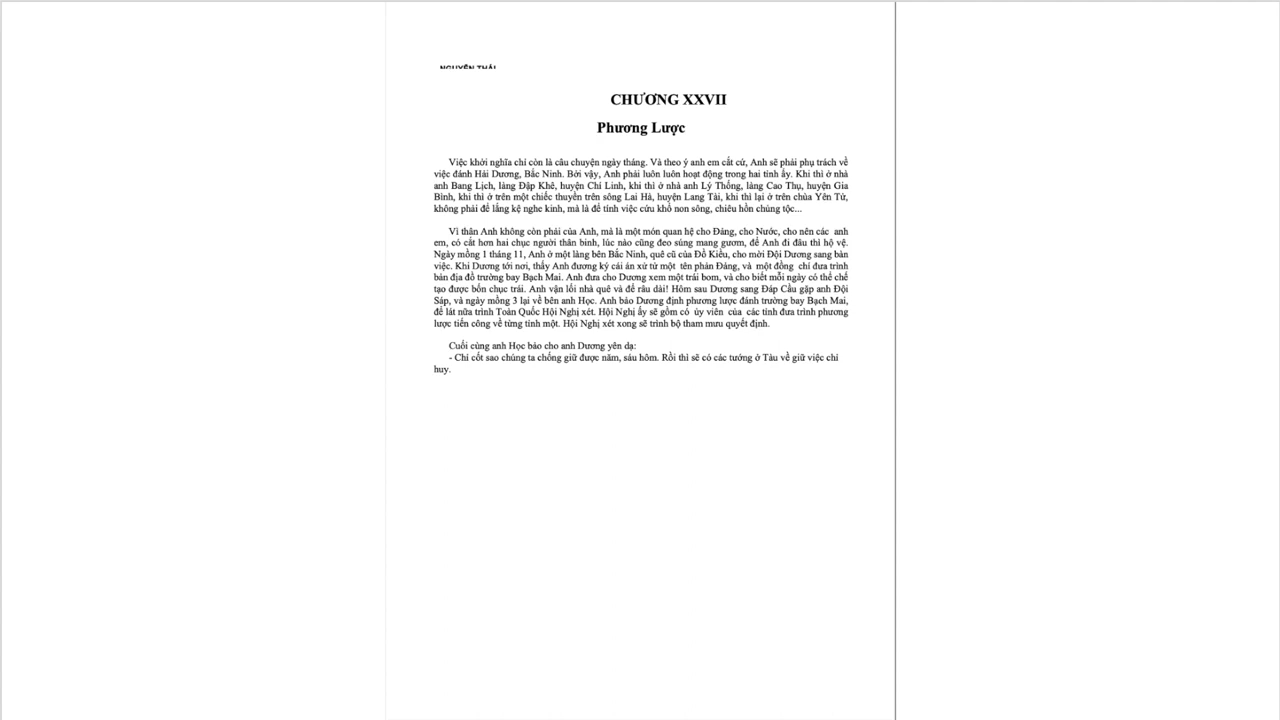 NGUYỄN THÁI
CHƯƠNG XXVII
Phương Lược
Việc khởi nghĩa chỉ còn là câu chuyện ngày tháng. Và theo ý anh em cắt cử, Anh sẽ phải phụ trách về
việc đánh Hải Dương, Bắc Ninh. Bởi vậy, Anh phải luôn luôn hoạt động trong hai tỉnh ấy. Khi thì ở nhà
anh Bang Lịch, làng Đập Khê, huyện Chí Linh, khi thì ở nhà anh Lý Thống, làng Cao Thụ, huyện Gia
Bình, khi thì ở trên một chiếc thuyền trên sông Lai Hà, huyện Lang Tài, khi thì lại ở trên chùa Yên Tử,
không phải để lẳng kệ nghe kinh, mà là để tính việc cứu khổ non sông, chiêu hồn chủng tộc...
Vì thân Anh không còn phải của Anh, mà là một món quan hệ cho Đảng, cho Nước, cho nên các anh
em, có cắt hơn hai chục người thân binh, lúc nào cũng đeo súng mang gươm, để Anh đi đâu thì hộ vệ.
Ngày mồng 1 tháng 11, Anh ở một làng bên Bắc Ninh, quê cũ của Đồ Kiều, cho mời Đội Dương sang bàn
việc. Khi Dương tới nơi, thấy Anh đương ký cái án xử tử một tên phản Đảng, và một đồng chí đưa trình
bản địa đồ trường bay Bạch Mai. Anh đưa cho Dương xem một trái bom, và cho biết mỗi ngày có thể chế
tạo được bốn chục trái. Anh vận lối nhà quê và để râu dài! Hôm sau Dương sang Đáp Cầu gặp anh Đội
Sáp, và ngày mồng 3 lại về bên anh Học. Anh bảo Dương định phương lược đánh trường bay Bạch Mai,
để lát nữa trình Toàn Quốc Hội Nghị xét. Hội Nghị ấy sẽ gồm có ủy viên của các tỉnh đưa trình phương
lược tiến công về từng tỉnh một. Hội Nghị xét xong sẽ trình bộ tham mưu quyết định.
Cuối cùng anh Học bảo cho anh Dương yên dạ:
- Chỉ cốt sao chúng ta chống giữ được năm, sáu hôm. Rồi thì sẽ có các tướng ở Tàu về giữ việc chỉ
huy.